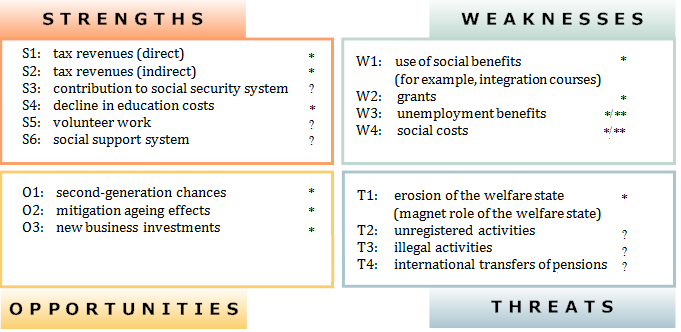 STRENGTHS
S1: tax revenues (direct) *
S2: tax revenues (indirect) *
S3: contribution to social security system ?
S4: decline in education costs *
S5: volunteer work ?
S6: social support system ?
WEAKNESSES
W1: use of social benefits *
(for example, integration courses)
W2: grants *
W3: unemployment benefits */**
W4: social costs */**
O1: second-generation chances *
O2: mitigation ageing effects *
O3: new business investments *
OPPORTUNITIES
T1: erosion of the welfare state *
(magnet role of the welfare state)
T2: unregistered activities ?
T3: illegal activities ?
T4: international transfers of pensions ?
THREATS